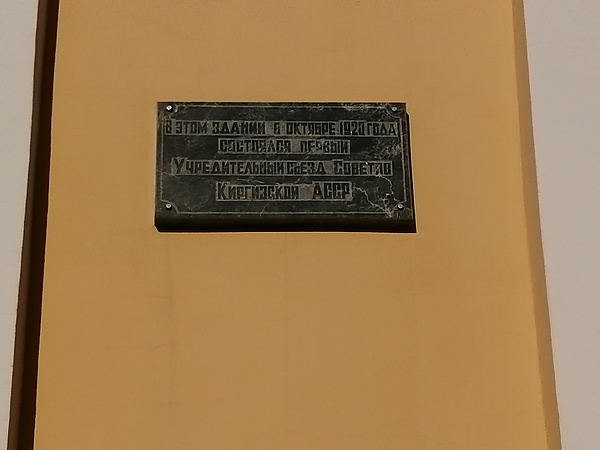 В ЭТОМ ЗДАНИИ В ОКТЯБРЕ 1920 ГОДА
СОСТОЯЛСЯ ПЕРВЫЙ
УЧРЕДИТЕЛЬНЫЙ СЪЕЗД СОВЕТОВ
КИРГИЗСКОЙ АССР